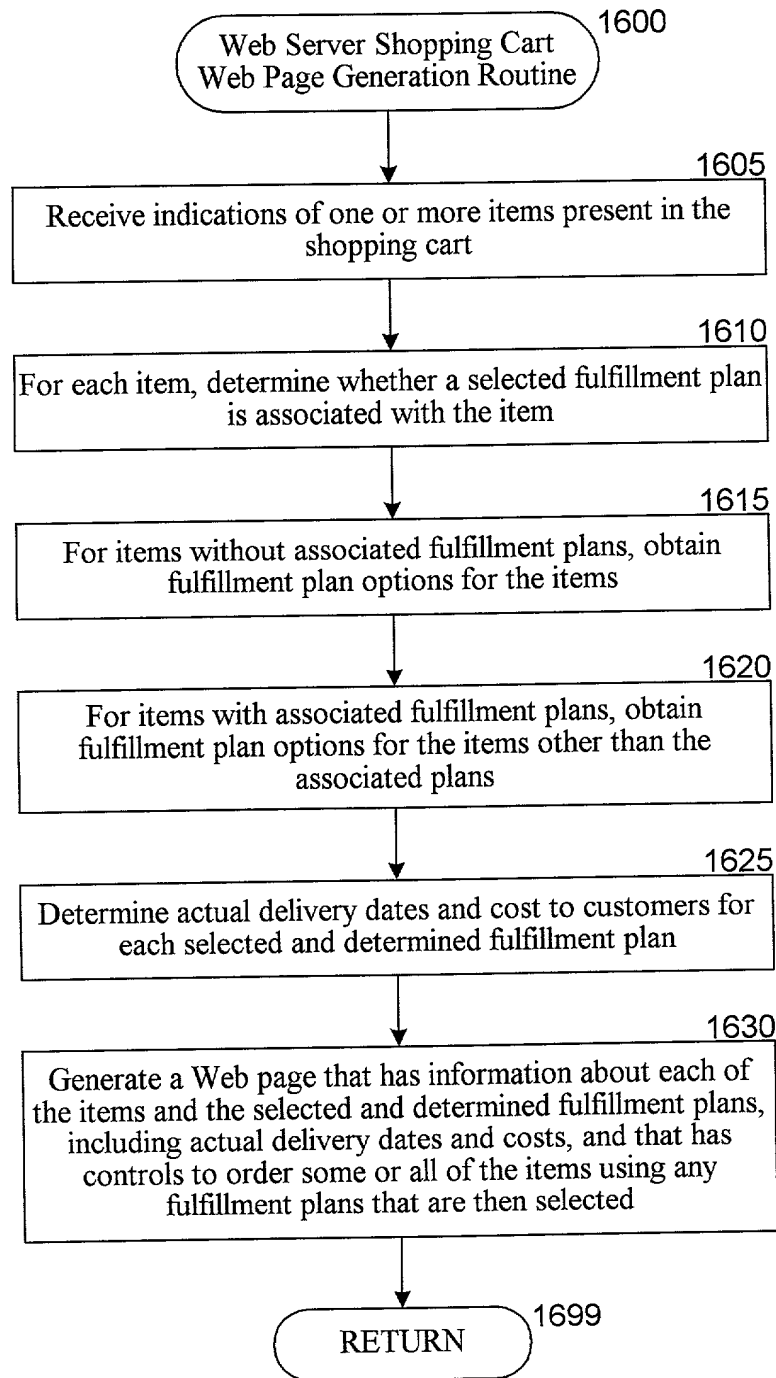 1600
Web Server Shopping Cart
Web Page Generation Routine
1605
Receive indications of one or more items present in the
shopping cart
1610
For each item, determine whether a selected fulfillment plan
is associated with the item
1615
For items without associated fulfillment plans, obtain
fulfillment plan options for the items
1620
For items with associated fulfillment plans, obtain
fulfillment plan options for the items other than the
associated plans
1625
Determine actual delivery dates and cost to customers for
each selected and determined fulfillment plan
1630
Generate a Web page that has information about each of
the items and the selected and determined fulfillment plans,
including actual delivery dates and costs, and that has
controls to order some or all of the items using any
fulfillment plans that are then selected
1699
RETURN